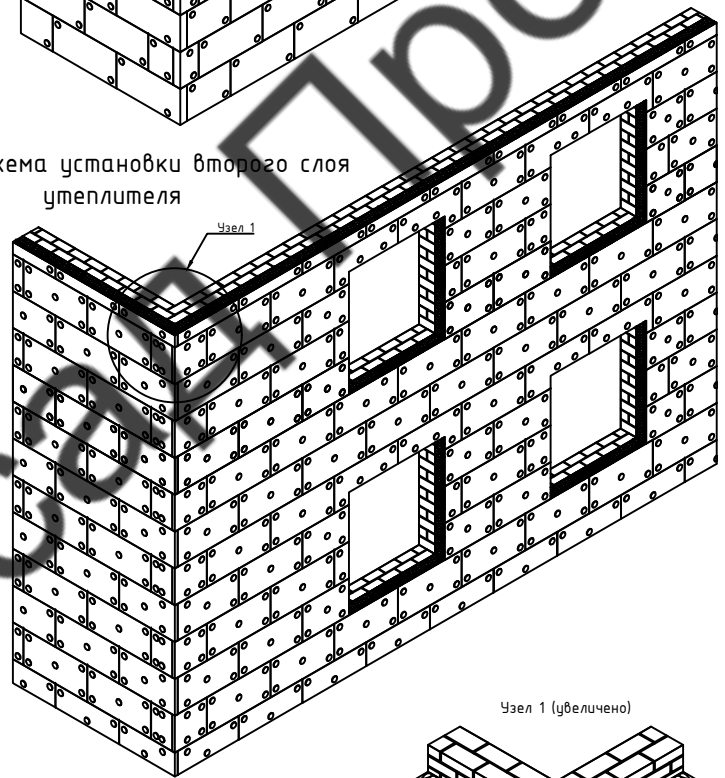 хема установки второго слоя
утеплителя
Узел 1
Узел 1 (увеличено)